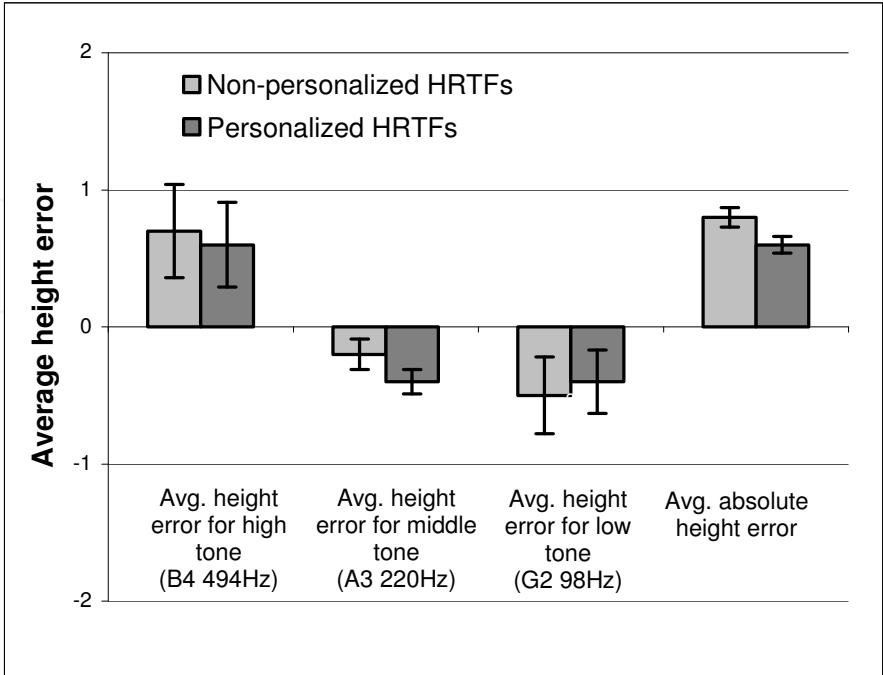 2
Non-personalized HRTFs
Personalized HRTFs
1
Average height error
0
-1
Avg. height
error for high
tone
(B4 494Hz)
Avg. height
error for middle
tone
(A3 220Hz)
Avg. height
error for low
tone
(G2 98Hz)
Avg. absolute
height error
-2